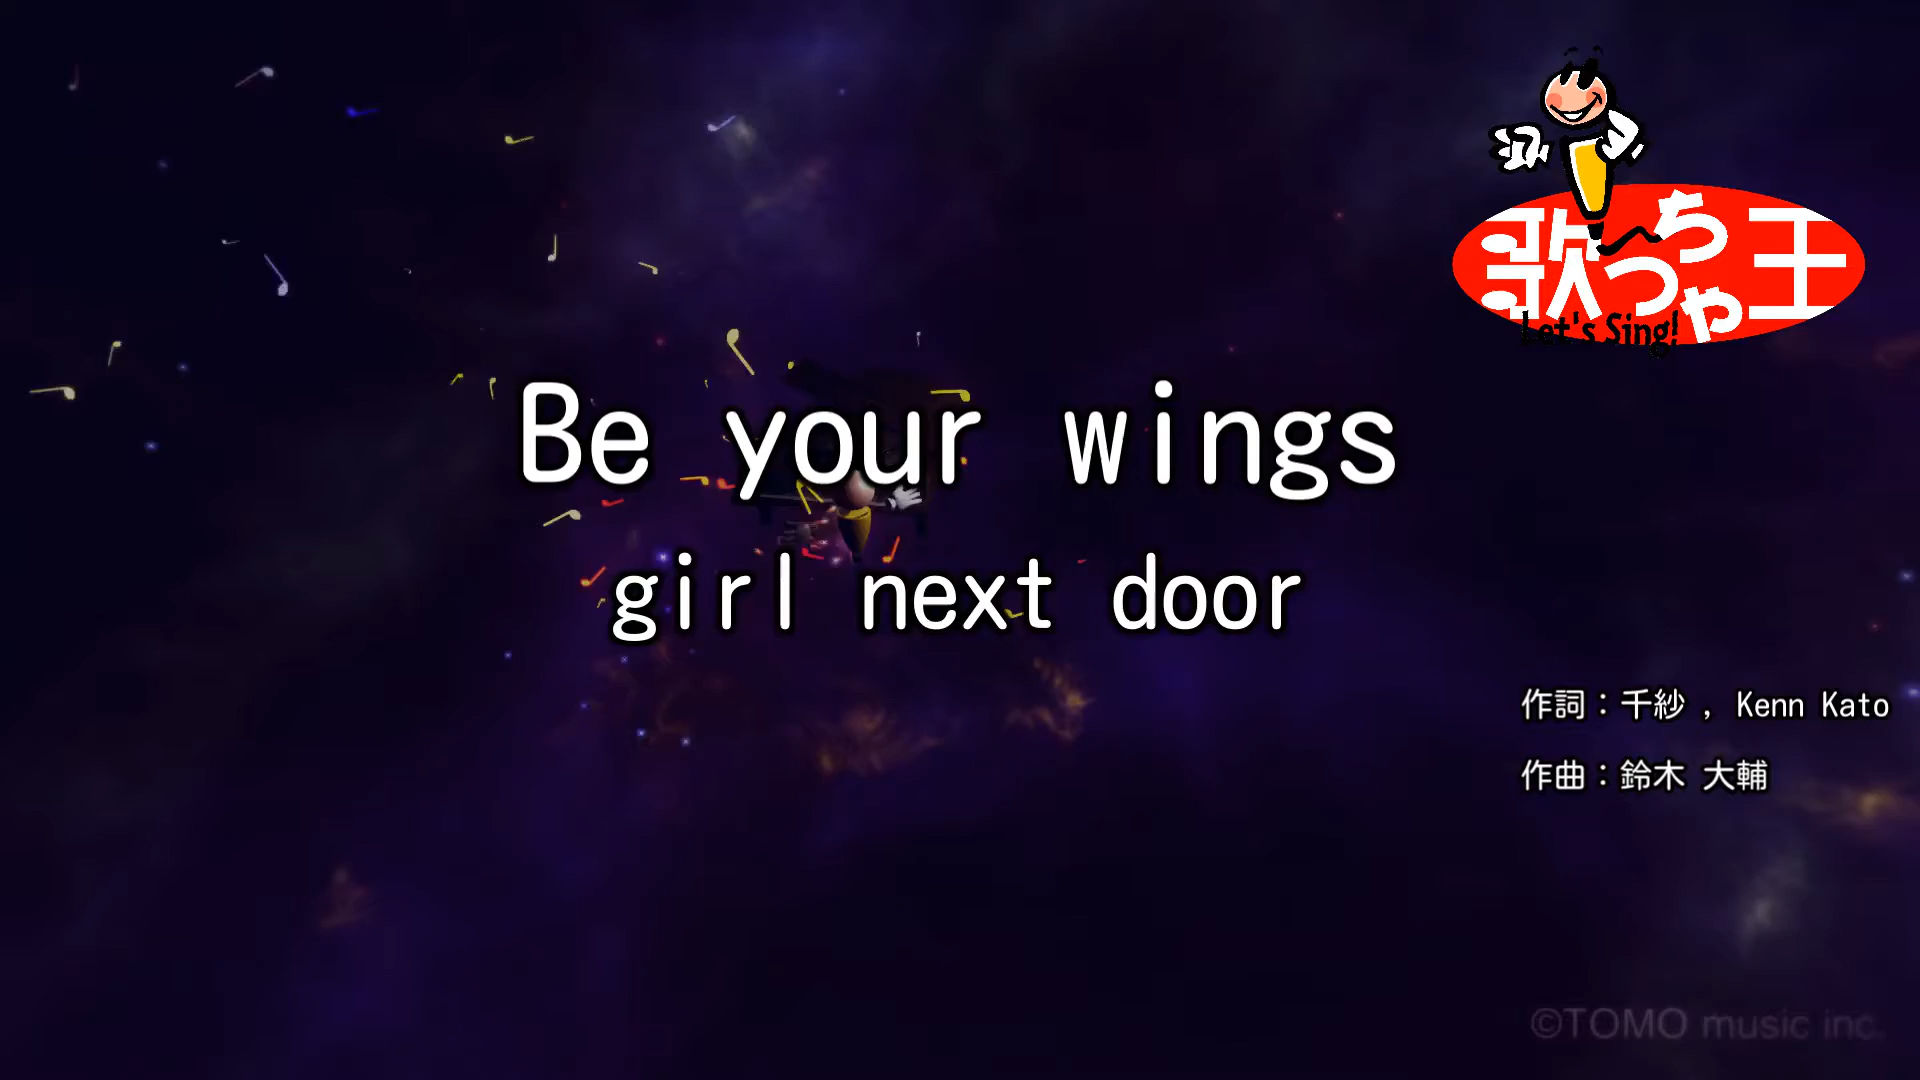 歌っちゃ王
Let's Sing!
Be your wings
girl next door
作詞：千紗 , Kenn Kato
作曲：鈴木 大輔
©TOMO music inc.